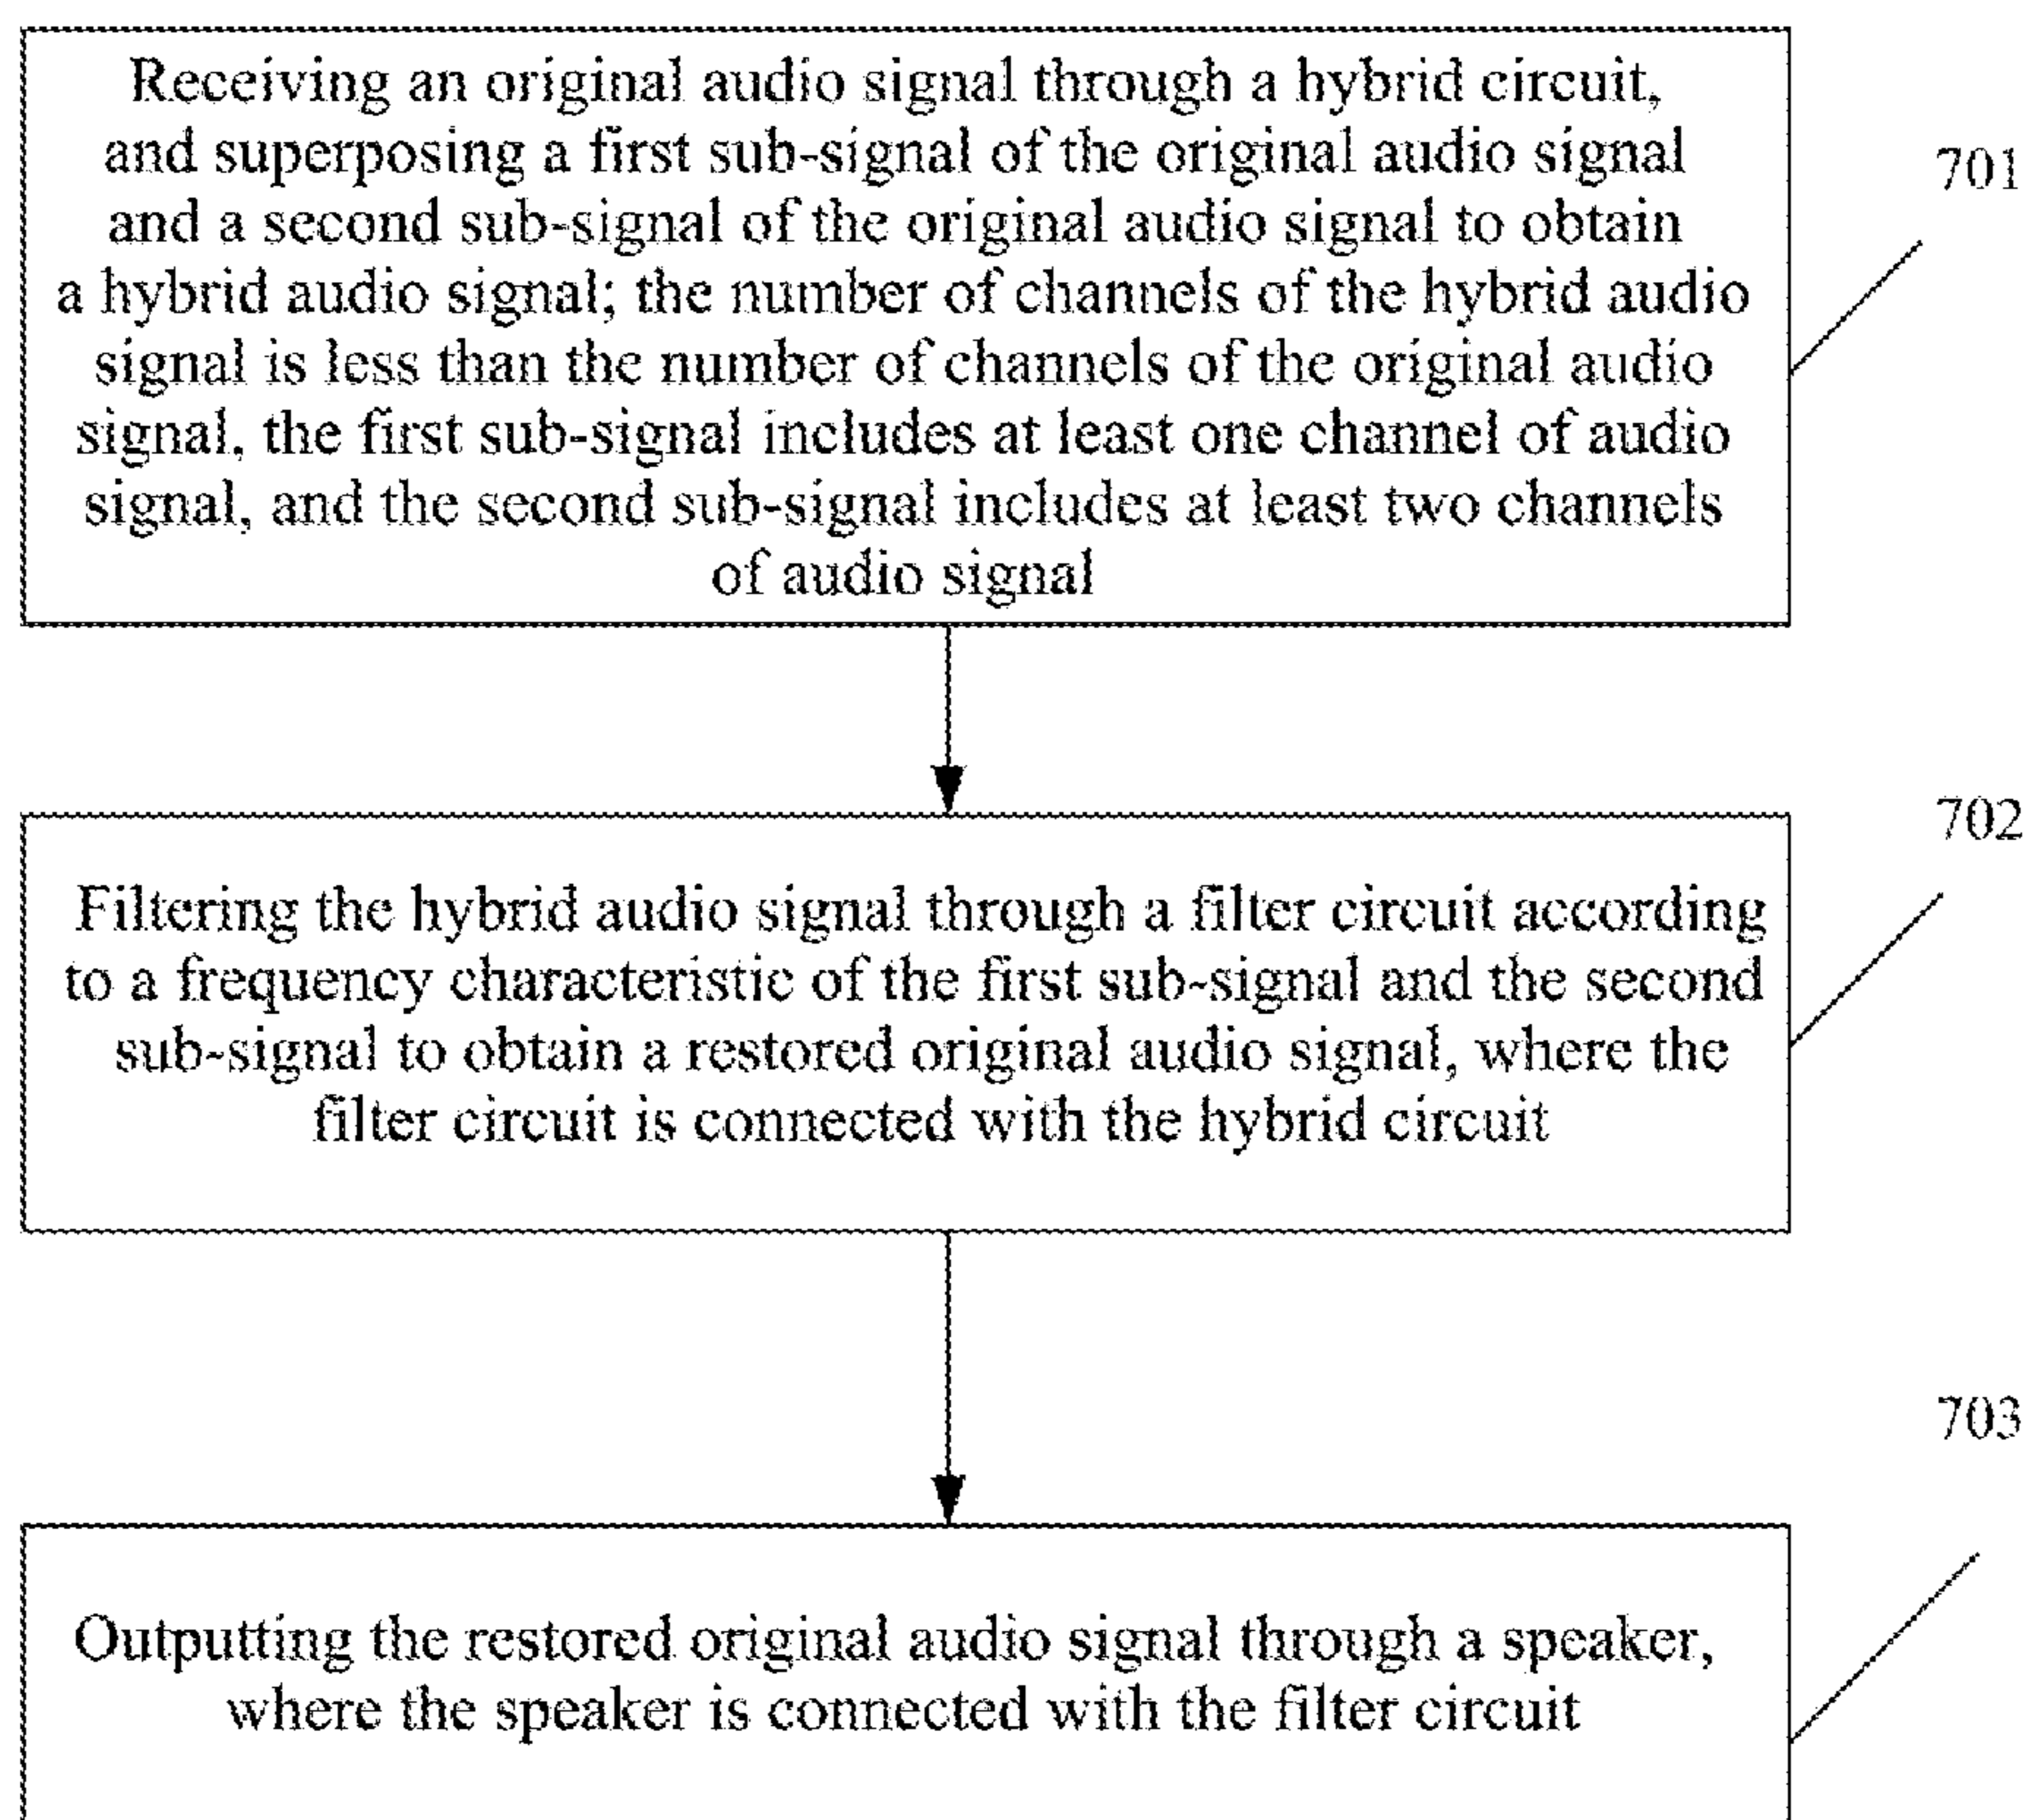 Receiving an original audio signal through a hybrid circuit,
and superposing a first sub-signal of the original audio signal
and a second sub-signal of the original audio signal to obtain
a hybrid audio signal; the number of channels of the hybrid audio
signal is less than the number of channels of the original audio
signal, the first sub-signal includes at least one channel of audio
signal, and the second sub-signal includes at least two channels
of audio signal
701
Filtering the hybrid audio signal through a filter circuit according
to a frequency characteristic of the first sub-signal and the second
sub-signal to obtain a restored original audio signal, where the
filter circuit is connected with the hybrid circuit
702
Outputting the restored original audio signal through a speaker,
where the speaker is connected with the filter circuit
703